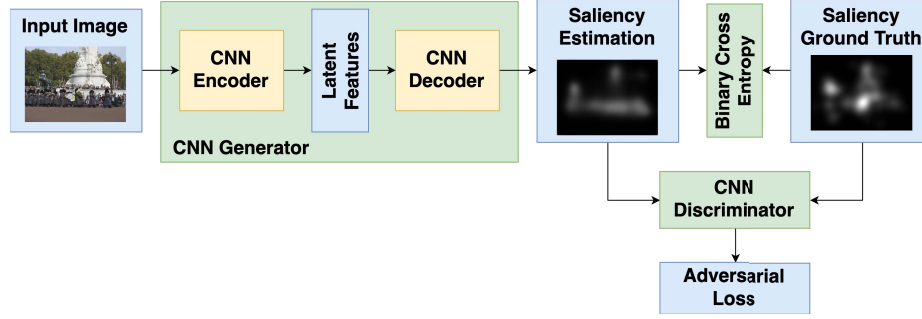 Input Image
CNN
Encoder
Latent
Features
CNN
Decoder
CNN Generator
Saliency
Estimation
Binary Cross
Entropy
Saliency
Ground Truth
CNN
Discriminator
Adversarial
Loss